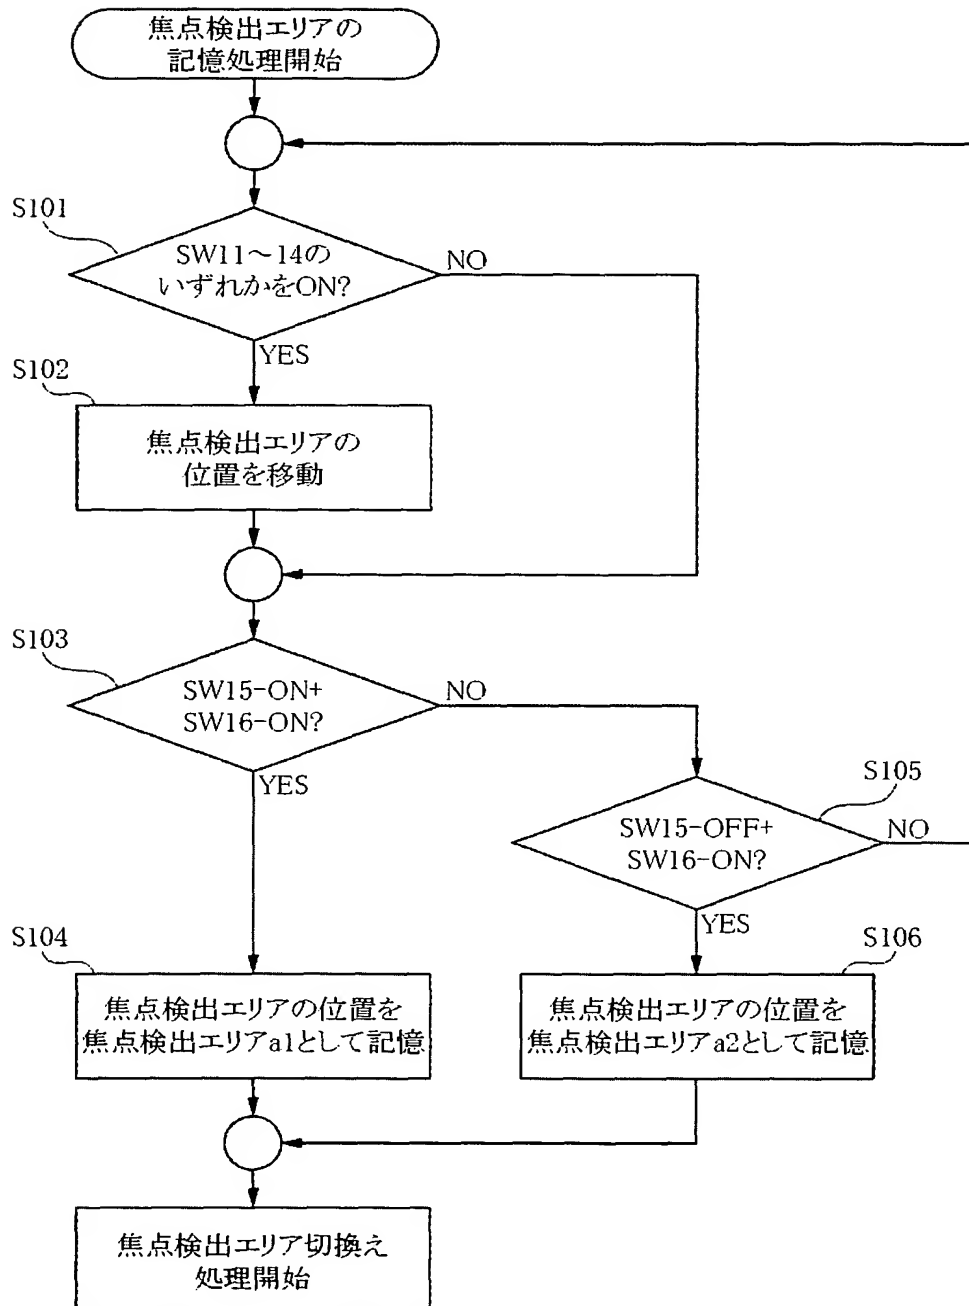 焦点検出エリアの
記憶処理開始
S101
SW11～14の
いずれかをON?
NO
YES
S102
焦点検出エリアの
位置を移動
S103
SW15-ON+
SW16-ON?
NO
YES
S105
SW15-OFF+
SW16-ON?
NO
YES
S104
焦点検出エリアの位置を
焦点検出エリアa1として記憶
S106
焦点検出エリアの位置を
焦点検出エリアa2として記憶
焦点検出エリア切換え
処理開始